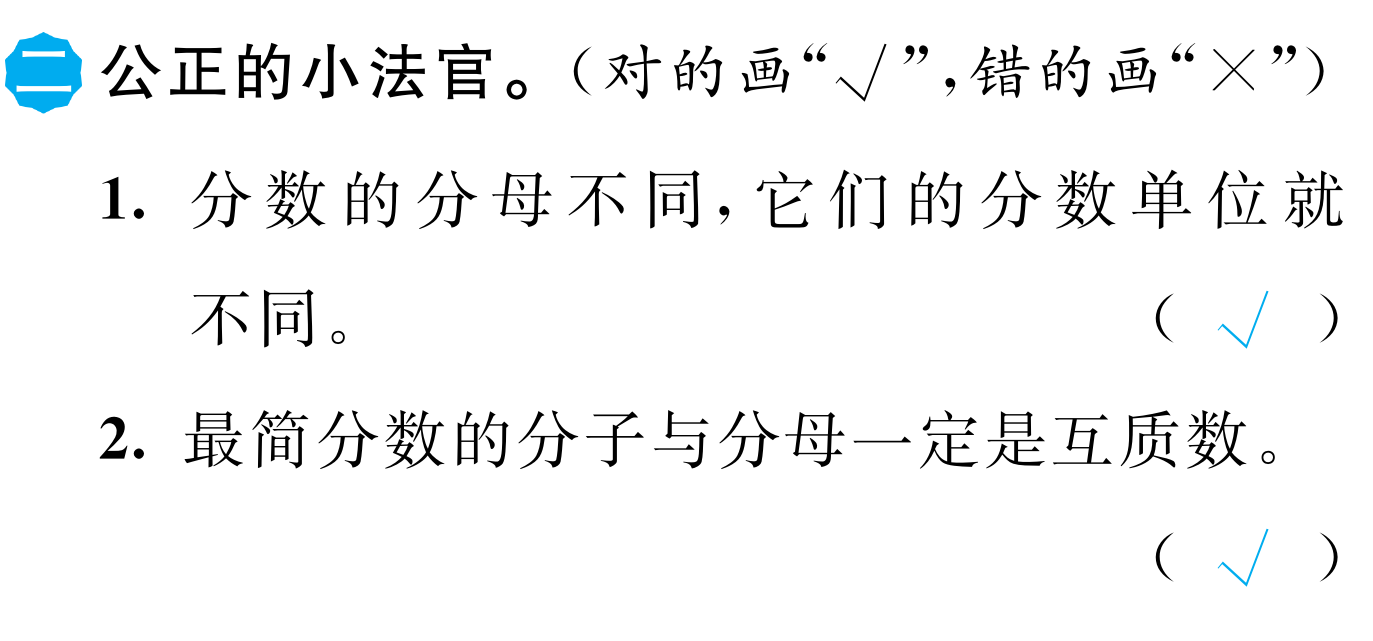 二 公正的小法官。(对的画“√”,错的画“×”)
1. 分数的分母不同,它们的分数单位就
不同。 ( √ )
2. 最简分数的分子与分母一定是互质数。
( √ )